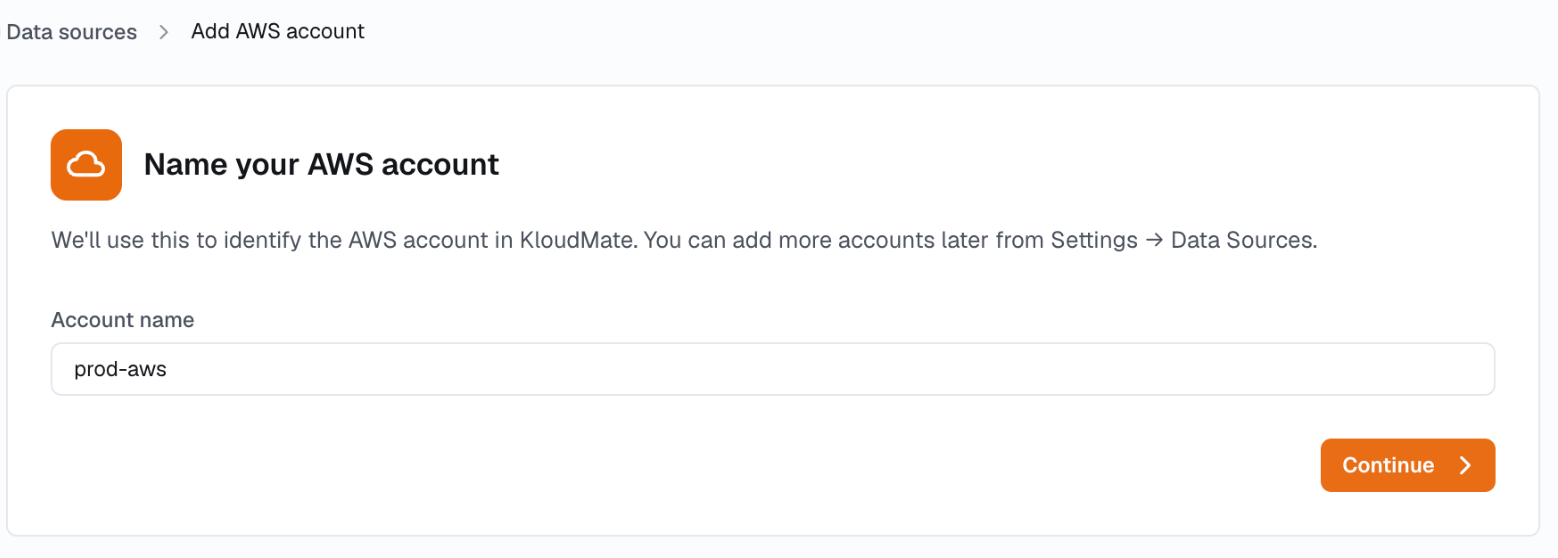 Data sources > Add AWS account
Name your AWS account
We'll use this to identify the AWS account in KloudMate. You can add more accounts later from Settings → Data Sources.
Account name
prod-aws
Continue >